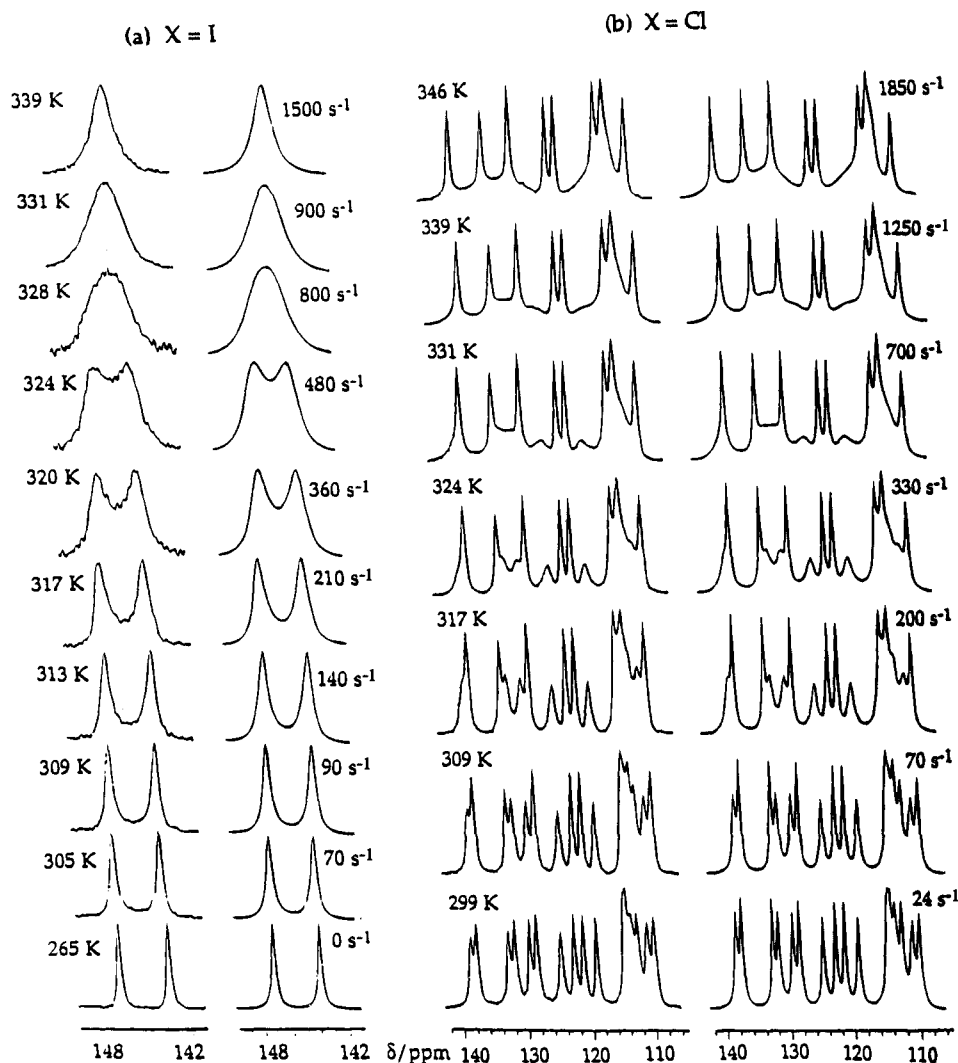 (a) X = I
(b) X = Cl
339 K
1500 s⁻¹
331 K
900 s⁻¹
328 K
800 s⁻¹
324 K
480 s⁻¹
320 K
360 s⁻¹
317 K
210 s⁻¹
313 K
140 s⁻¹
309 K
90 s⁻¹
305 K
70 s⁻¹
265 K
0 s⁻¹
148 142
148 142
346 K
1850 s⁻¹
339 K
1250 s⁻¹
331 K
700 s⁻¹
324 K
330 s⁻¹
317 K
200 s⁻¹
309 K
70 s⁻¹
299 K
24 s⁻¹
δ/ppm
140 130 120 110
140 130 120 110